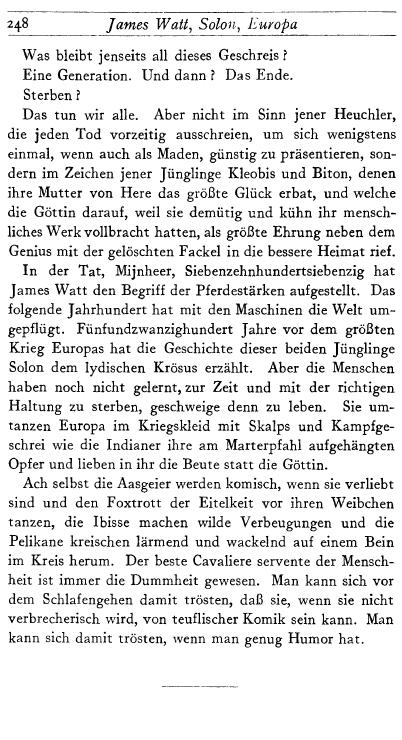 248 James Watt, Solon, Europa
Was bleibt jenseits all dieses Geschreis?
Eine Generation. Und dann? Das Ende.
Sterben?
Das tun wir alle. Aber nicht im Sinn jener Heuchler,
die jeden Tod vorzeitig ausschreien, um sich wenigstens
einmal, wenn auch als Maden, günstig zu präsentieren, son-
dern im Zeichen jener Jünglinge Kleobis und Biton, denen
ihre Mutter von Here das größte Glück erbat, und welche
die Göttin darauf, weil sie demütig und kühn ihr mensch-
liches Werk vollbracht hatten, als größte Ehrung neben dem
Genius mit der gelöschten Fackel in die bessere Heimat rief.
In der Tat, Mijnheer, Siebenzehnhundertsiebenzig hat
James Watt den Begriff der Pferdestärken aufgestellt. Das
folgende Jahrhundert hat mit den Maschinen die Welt um-
gepflügt. Fünfundzwanzighundert Jahre vor dem größten
Krieg Europas hat die Geschichte dieser beiden Jünglinge
Solon dem lydischen Krösus erzählt. Aber die Menschen
haben noch nicht gelernt, zur Zeit und mit der richtigen
Haltung zu sterben, geschweige denn zu leben. Sie um-
tanzen Europa im Kriegskleid mit Skalps und Kampfge-
schrei wie die Indianer ihre am Marterpfahl aufgehängten
Opfer und lieben in ihr die Beute statt die Göttin.
Ach selbst die Aasgeier werden komisch, wenn sie verliebt
sind und den Foxtrott der Eitelkeit vor ihren Weibchen
tanzen, die Ibisse machen wilde Verbeugungen und die
Pelikane kreischen lärmend und wackelnd auf einem Bein
im Kreis herum. Der beste Cavaliere servente der Mensch-
heit ist immer die Dummheit gewesen. Man kann sich vor
dem Schlafengehen damit trösten, daß sie, wenn sie nicht
verbrecherisch wird, von teuflischer Komik sein kann. Man
kann sich damit trösten, wenn man genug Humor hat.